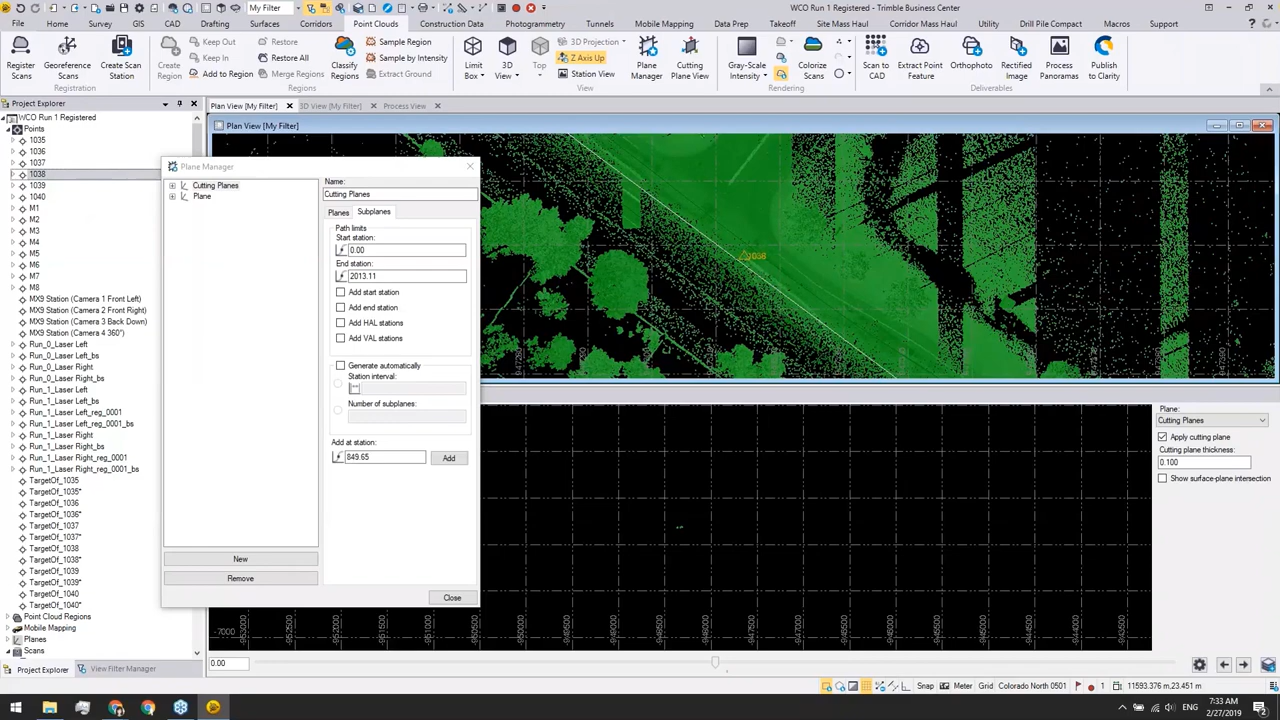 My Filter
WCO Run 1 Registered - Trimble Business Center
File Home Survey GIS CAD Drafting Surfaces Corridors Point Clouds Construction Data Photogrammetry Tunnels Mobile Mapping Data Prep Takeoff Site Mass Haul Corridor Mass Haul Utility Drill Pile Compact Macros Support
Register Scans
Georeference Scans
Create Scan Station
Registration
Create Region
Keep Out
Keep In
Add to Region
Restore
Restore All
Merge Regions
Classify Regions
Sample Region
Sample by Intensity
Extract Ground
Regions
Limit Box
3D View
Top
3D Projection
Z Axis Up
Station View
Plane Manager
Cutting Plane View
View
Gray-Scale Intensity
Colorize Scans
Rendering
Scan to CAD
Extract Point Feature
Orthophoto
Rectified Image
Process Panoramas
Publish to Clarity
Deliverables
Project Explorer
WCO Run 1 Registered
Points
1035
1036
1037
1038
1039
1040
M1
M2
M3
M4
M5
M6
M7
M8
MX9 Station (Camera 1 Front Left)
MX9 Station (Camera 2 Front Right)
MX9 Station (Camera 3 Back Down)
MX9 Station (Camera 4 360°)
Run_0_Laser Left
Run_0_Laser Left_bs
Run_0_Laser Right
Run_0_Laser Right_bs
Run_1_Laser Left
Run_1_Laser Left_bs
Run_1_Laser Left_reg_0001
Run_1_Laser Left_reg_0001_bs
Run_1_Laser Right
Run_1_Laser Right_bs
Run_1_Laser Right_reg_0001
Run_1_Laser Right_reg_0001_bs
TargetOf_1035
TargetOf_1035*
TargetOf_1036
TargetOf_1036*
TargetOf_1037
TargetOf_1037*
TargetOf_1038
TargetOf_1038*
TargetOf_1039
TargetOf_1039*
TargetOf_1040
TargetOf_1040*
Point Cloud Regions
Mobile Mapping
Planes
Scans
Project Explorer
View Filter Manager
Plan View [My Filter]
3D View [My Filter]
Process View
Plan View [My Filter]
1038
Plane Manager
Cutting Planes
Plane
New
Remove
Name:
Cutting Planes
Planes
Subplanes
Path limits
Start station:
0.00
End station:
2013.11
Add start station
Add end station
Add HAL stations
Add VAL stations
Generate automatically
Station interval:
Number of subplanes:
Add at station:
849.65
Add
Close
-7000
0.00
Plane:
Cutting Planes
Apply cutting plane
Cutting plane thickness:
0.100
Show surface-plane intersection
Snap
Meter
Grid
Colorado North 0501
1
11593.376 m,23.451 m
7:33 AM
2/27/2019